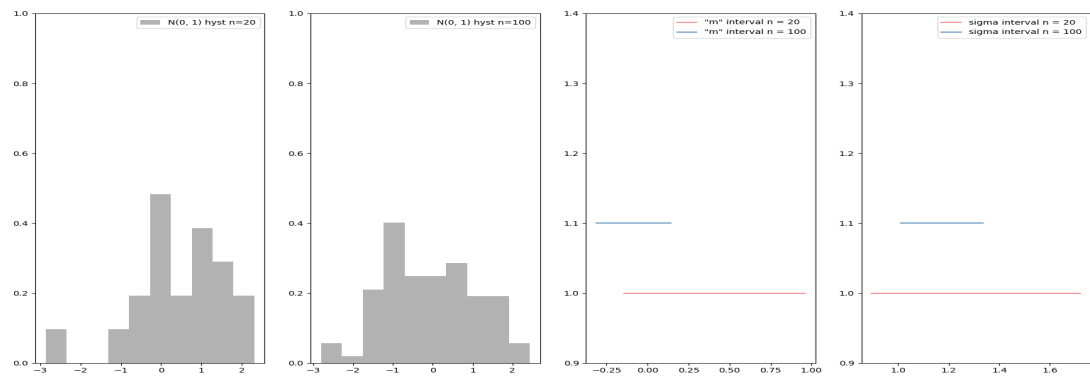 N(0, 1) hyst n=20
1.0
0.8
0.6
0.4
0.2
0.0
−3 −2 −1 0 1 2
N(0, 1) hyst n=100
1.0
0.8
0.6
0.4
0.2
0.0
−3 −2 −1 0 1 2
"m" interval n = 20
"m" interval n = 100
1.4
1.3
1.2
1.1
1.0
0.9
−0.25 0.00 0.25 0.50 0.75 1.00
sigma interval n = 20
sigma interval n = 100
1.4
1.3
1.2
1.1
1.0
0.9
1.0 1.2 1.4 1.6